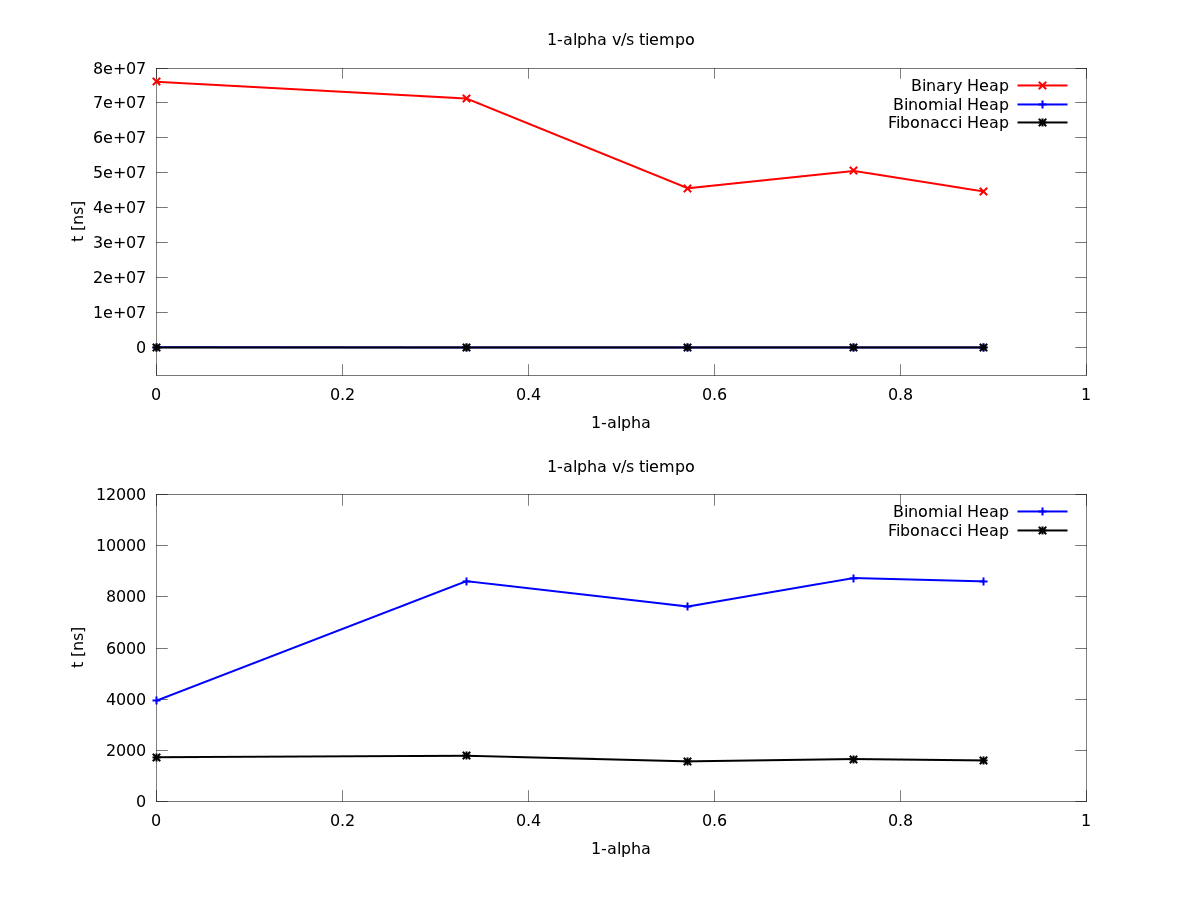 1-alpha v/s tiempo
8e+07
7e+07
6e+07
5e+07
4e+07
3e+07
2e+07
1e+07
0
t [ns]
Binary Heap
Binomial Heap
Fibonacci Heap
0 0.2 0.4 0.6 0.8 1
1-alpha
1-alpha v/s tiempo
12000
10000
8000
6000
4000
2000
0
t [ns]
Binomial Heap
Fibonacci Heap
0 0.2 0.4 0.6 0.8 1
1-alpha